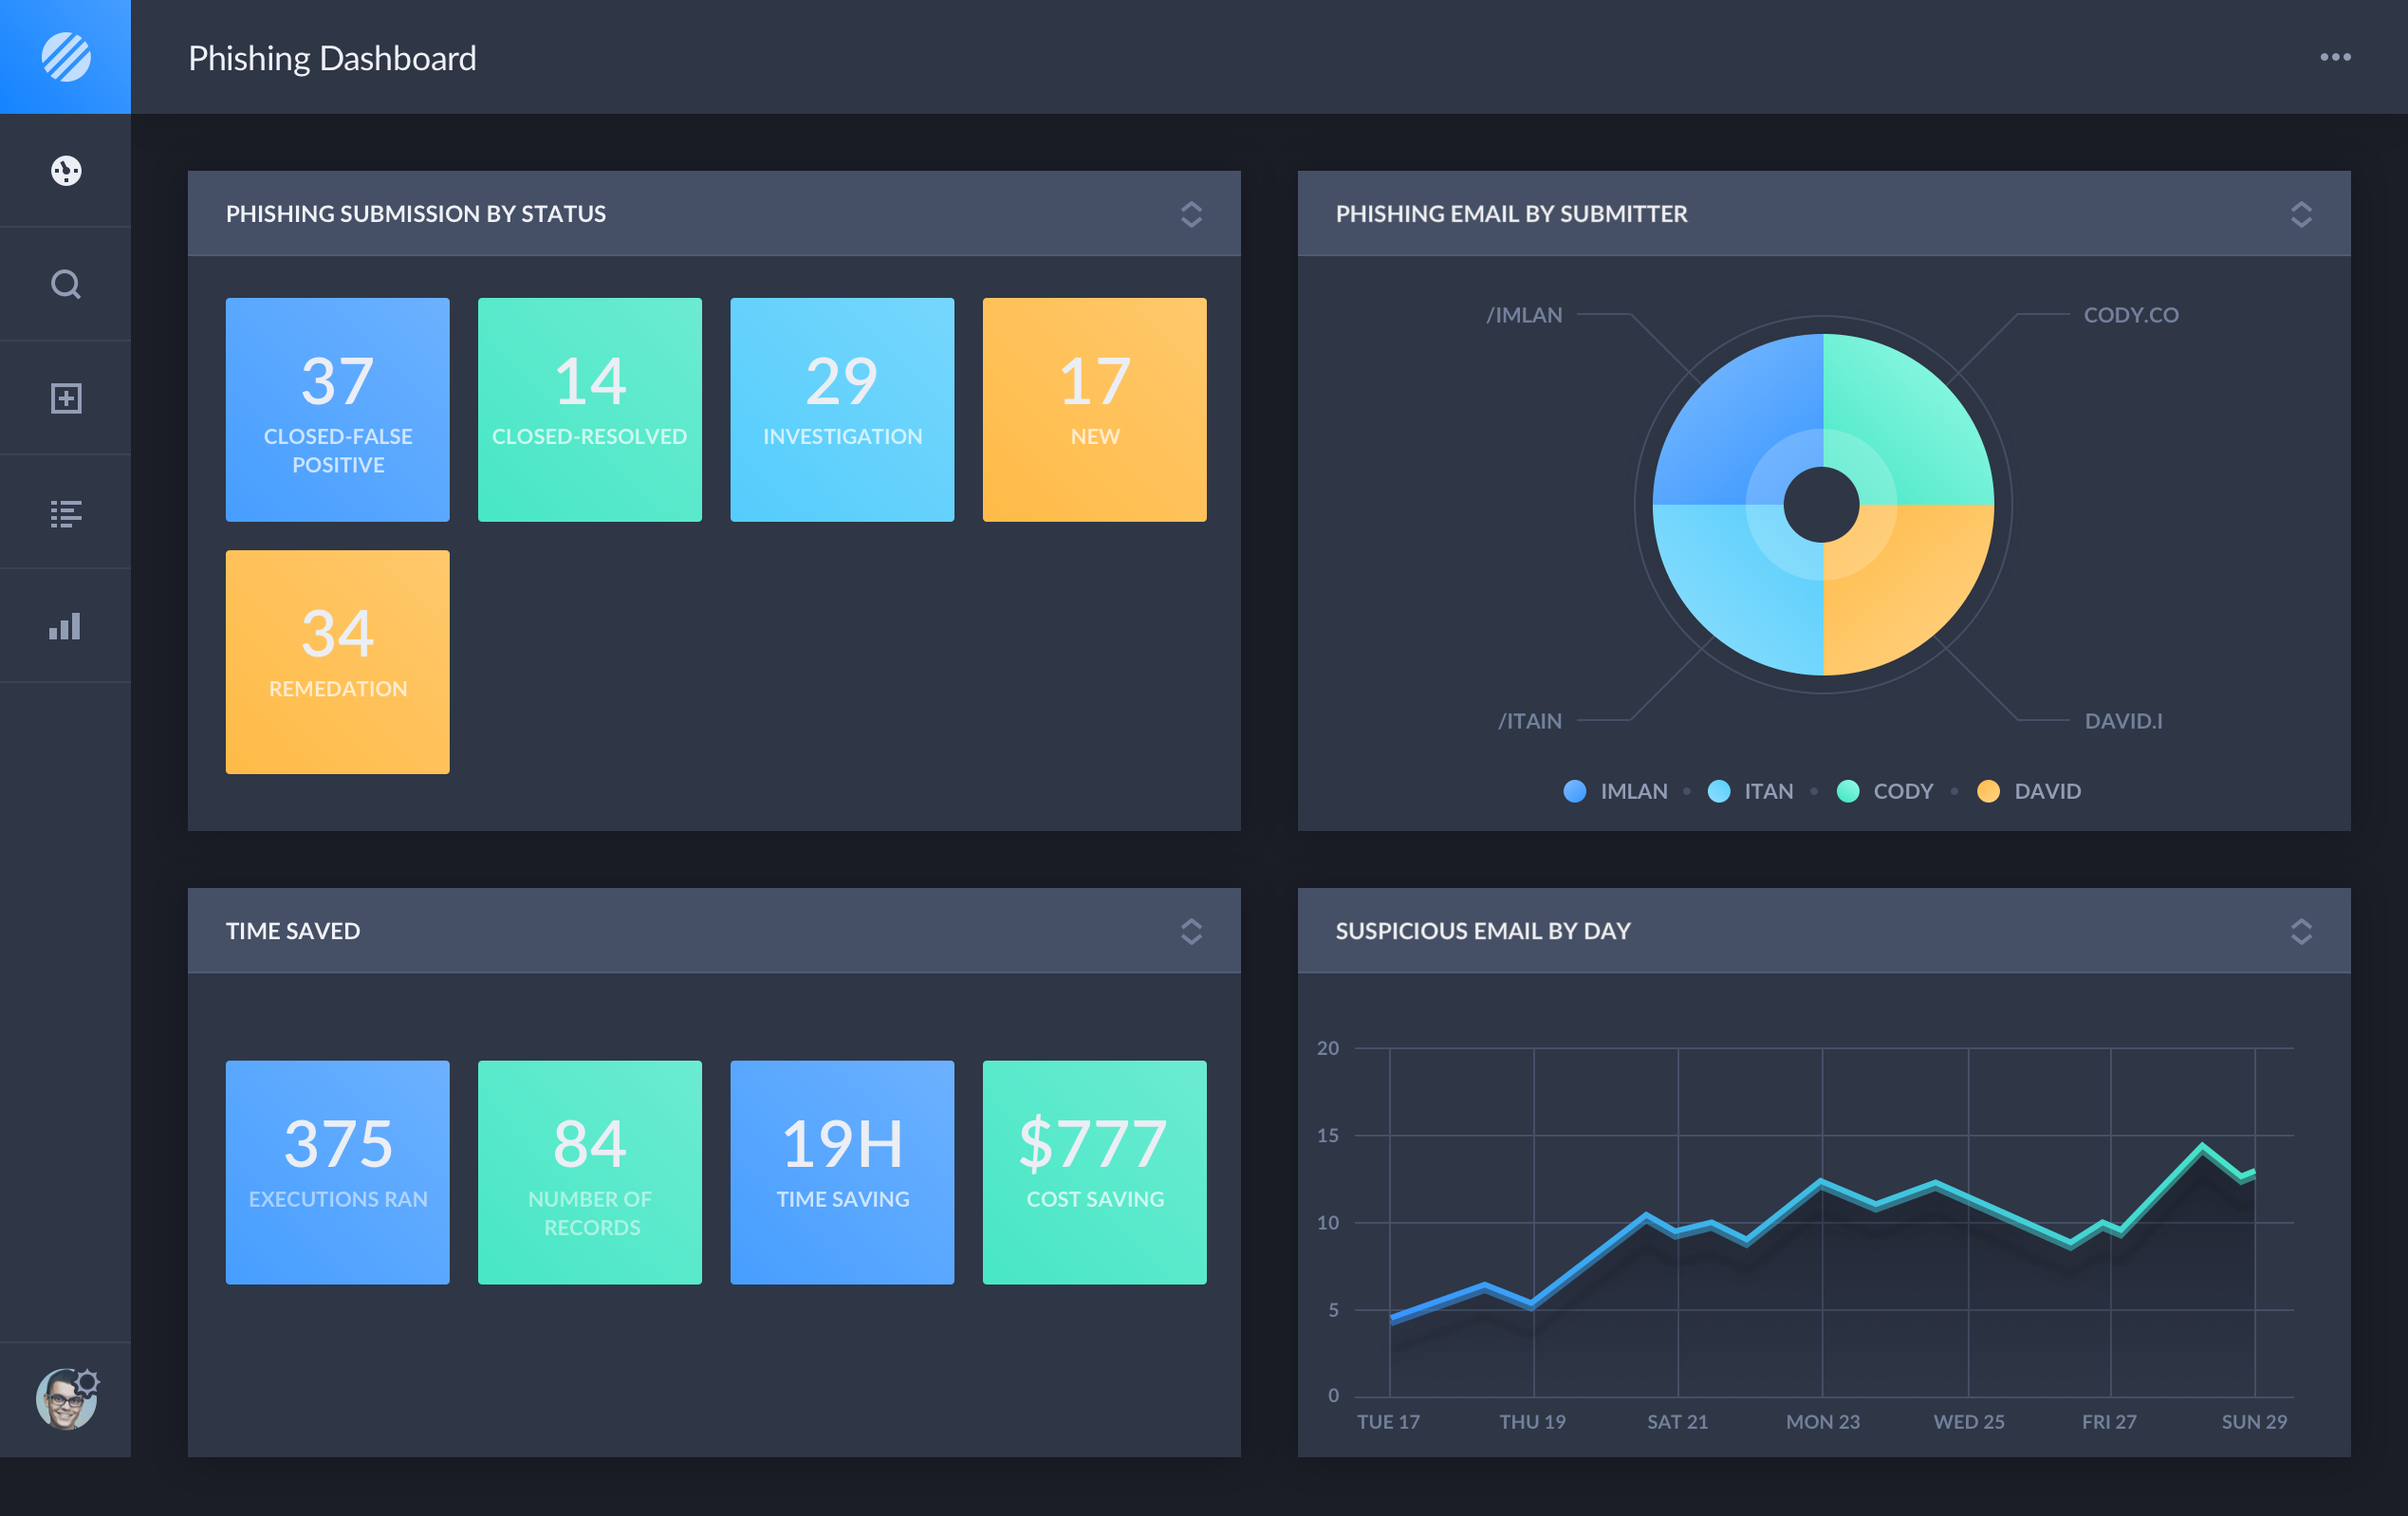 Phishing Dashboard
PHISHING SUBMISSION BY STATUS
37
CLOSED-FALSE
POSITIVE
14
CLOSED-RESOLVED
29
INVESTIGATION
17
NEW
34
REMEDATION
PHISHING EMAIL BY SUBMITTER
/IMLAN
CODY.CO
/ITAIN
DAVID.I
IMLAN
ITAN
CODY
DAVID
TIME SAVED
375
EXECUTIONS RAN
84
NUMBER OF
RECORDS
19H
TIME SAVING
$777
COST SAVING
SUSPICIOUS EMAIL BY DAY
20
15
10
5
0
TUE 17
THU 19
SAT 21
MON 23
WED 25
FRI 27
SUN 29